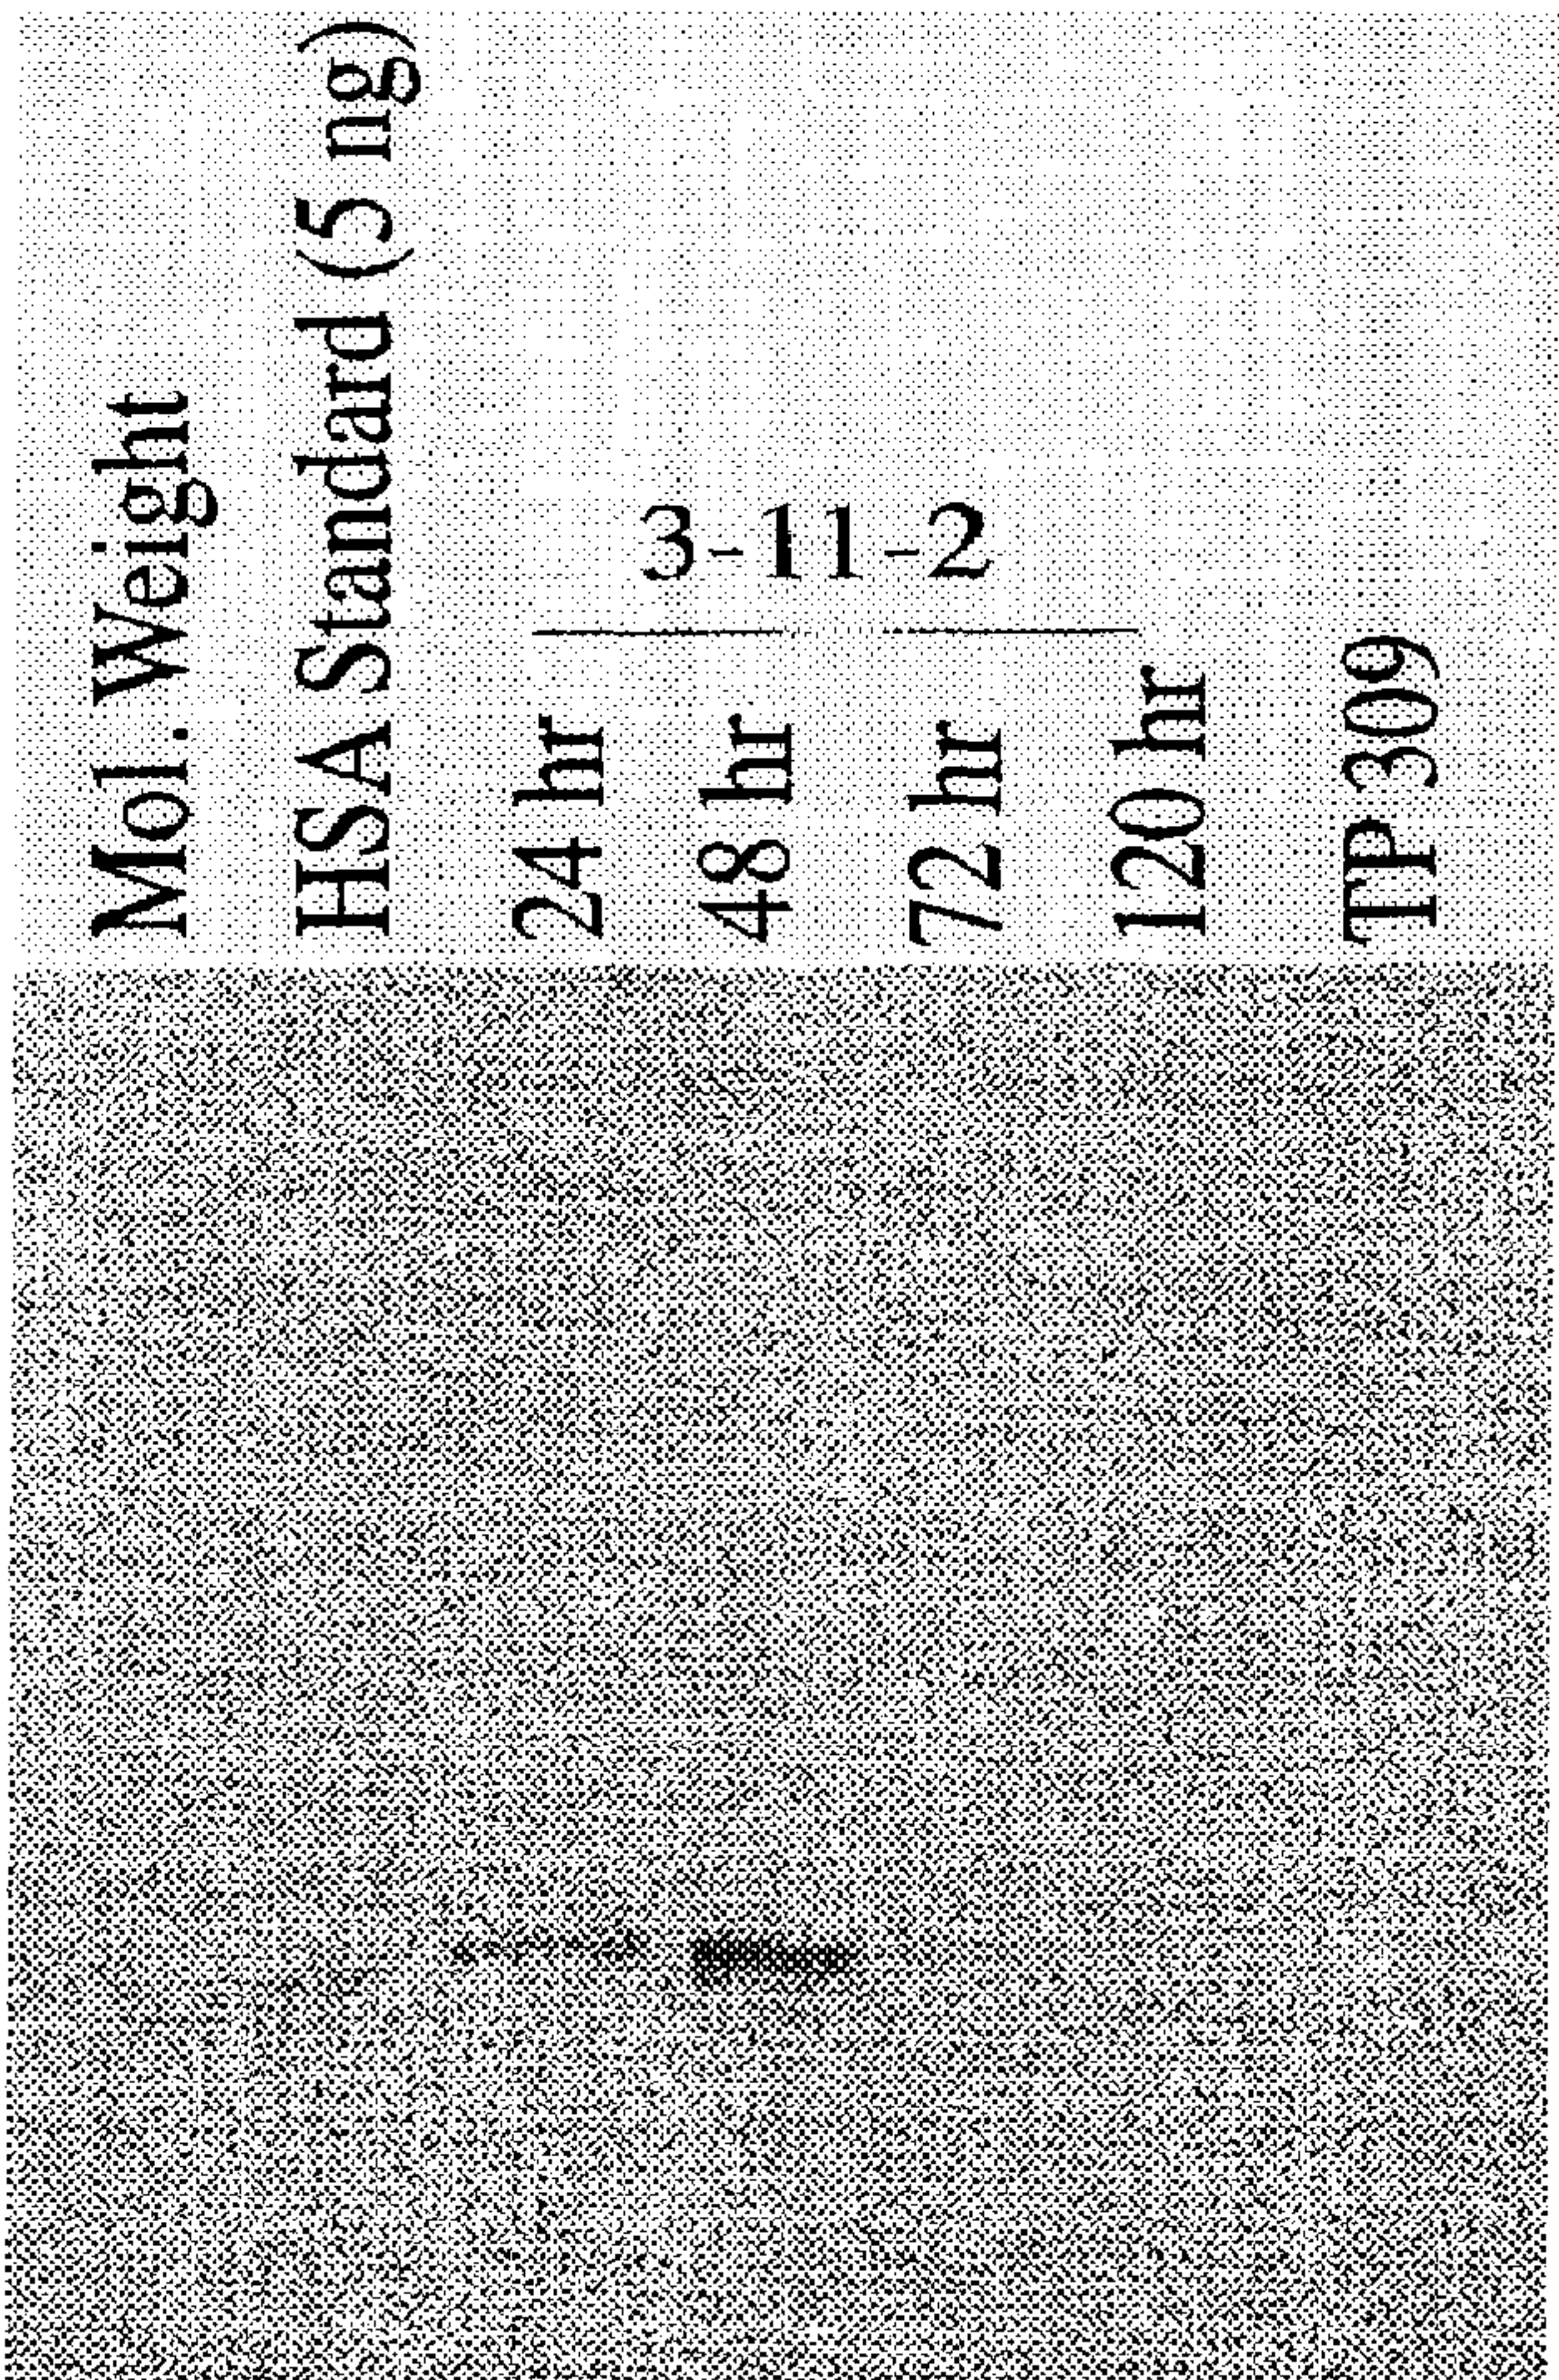 Mol. Weight
HSA Standard (5 ng)
3-11-2
24 hr
48 hr
72 hr
120 hr
TP 309